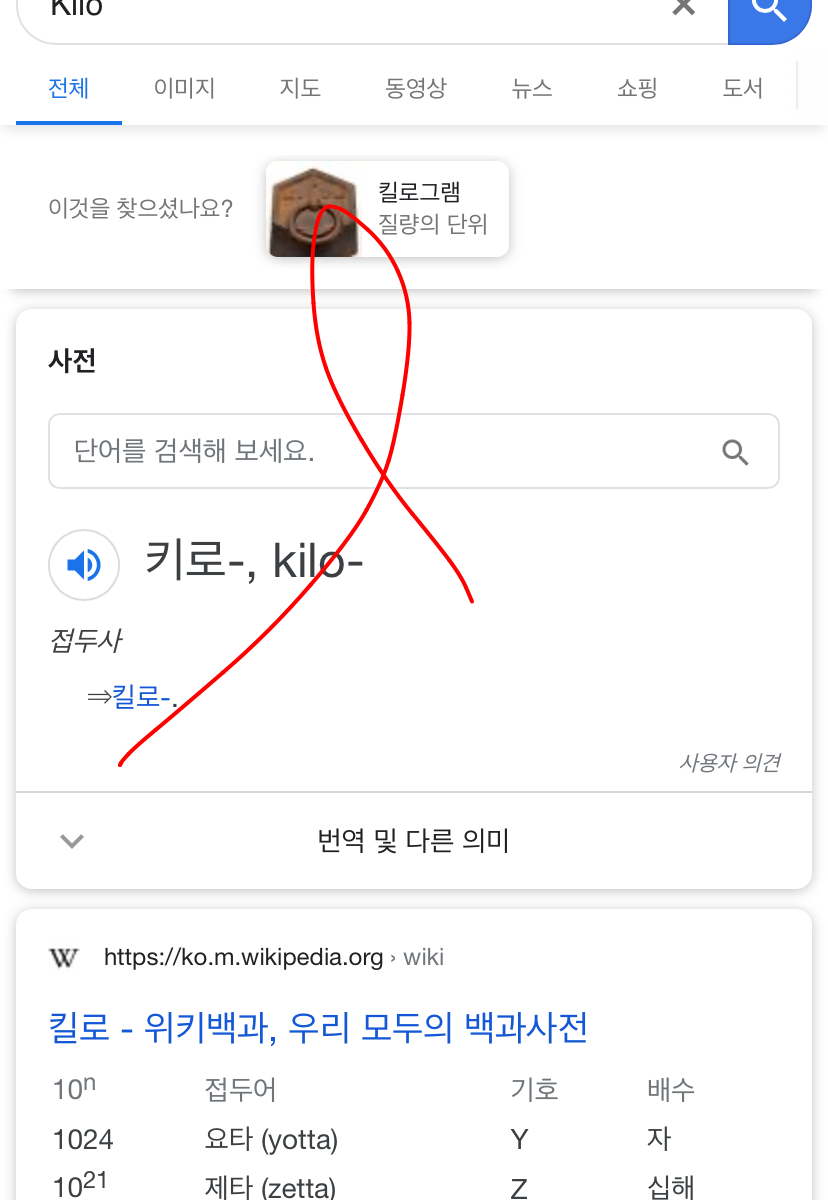 Kilo
전체 이미지 지도 동영상 뉴스 쇼핑 도서
이것을 찾으셨나요?
킬로그램
질량의 단위
사전
단어를 검색해 보세요.
키로-, kilo-
접두사
⇒킬로-.
사용자 의견
번역 및 다른 의미
W https://ko.m.wikipedia.org › wiki
킬로 - 위키백과, 우리 모두의 백과사전
10ⁿ 접두어 기호 배수
1024 요타 (yotta) Y 자
10²¹ 제타 (zetta) Z 십해